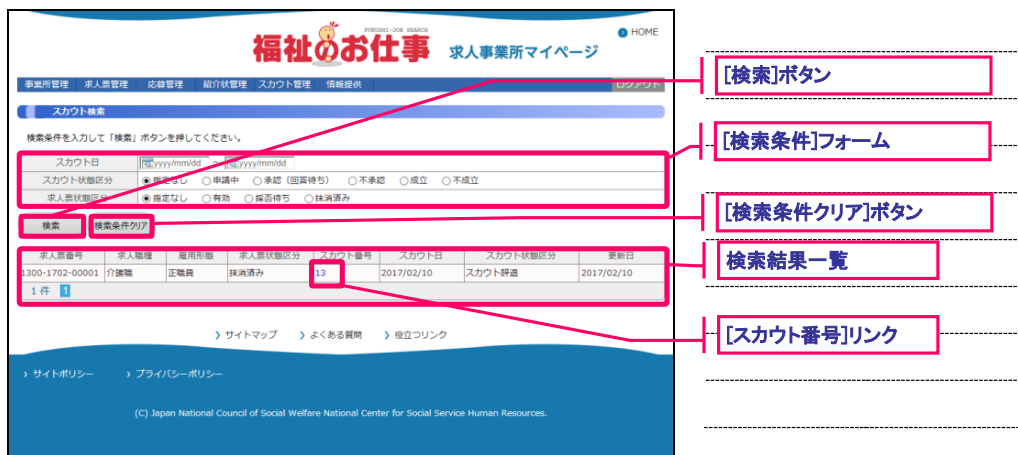 FUKUSHI-JOB SEARCH
福祉のお仕事 求人事業所マイページ
HOME
事業所管理 求人票管理 応募管理 紹介状管理 スカウト管理 情報提供 ログアウト
スカウト検索
検索条件を入力して「検索」ボタンを押してください。
スカウト日 yyyy/mm/dd ~ yyyy/mm/dd
スカウト状態区分 指定なし 申請中 承認（回答待ち） 不承認 成立 不成立
求人票状態区分 指定なし 有効 採否待ち 抹消済み
検索 検索条件クリア
求人票番号 求人職種 雇用形態 求人票状態区分 スカウト番号 スカウト日 スカウト状態区分 更新日
1300-1702-00001 介護職 正職員 抹消済み 13 2017/02/10 スカウト辞退 2017/02/10
1 件 1
サイトマップ よくある質問 役立つリンク
サイトポリシー プライバシーポリシー
(C) Japan National Council of Social Welfare National Center for Social Service Human Resources.
[検索]ボタン
[検索条件]フォーム
[検索条件クリア]ボタン
検索結果一覧
[スカウト番号]リンク